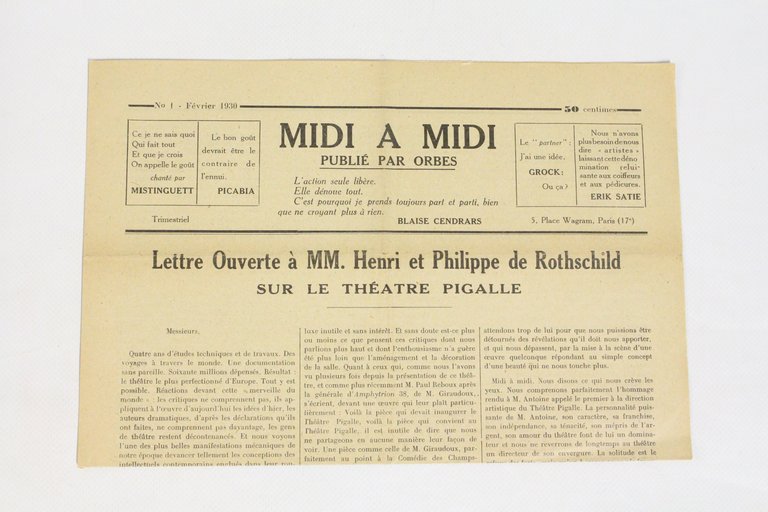 No 1 - Février 1930
50 centimes
Ce je ne sais quoi
Qui fait tout
Et que je crois
On appelle le goût
chanté par
MISTINGUETT
Le bon goût
devrait être le
contraire de
l'ennui.
PICABIA
MIDI A MIDI
PUBLIÉ PAR ORBES
L'action seule libère.
Elle dénoue tout.
C'est pourquoi je prends toujours part et parti, bien
que ne croyant plus à rien.
BLAISE CENDRARS
Le "partner" :
J'ai une idée.
GROCK :
Ou ça ?
Nous n'avons
plus besoin de nous
dire « artistes »
laissant cette déno
mination relui-
sante aux coiffeurs
et aux pédicures.
ERIK SATIE
Trimestriel
5, Place Wagram, Paris (17e)
Lettre Ouverte à MM. Henri et Philippe de Rothschild
SUR LE THÉATRE PIGALLE
Messieurs,
Quatre ans d'études techniques et de travaux. Des
voyages à travers le monde. Une documentation
sans pareille. Soixante millions dépensés. Résultat :
le théâtre le plus perfectionné d'Europe. Tout y est
possible. Réactions devant cette « merveille du
monde » : les critiques ne comprennent pas, ils ap-
pliquent à l'œuvre d'aujourd'hui les idées d'hier, les
auteurs dramatiques, d'après les déclarations qu'ils
ont faites, ne comprennent pas davantage, les gens
de théâtre restent décontenancés. Et nous voyons
l'une des plus belles manifestations mécaniques de
notre époque devancer tellement les conceptions des
intellectuels contemporains
luxe inutile et sans intérêt. Et sans doute est-ce plus
ou moins ce que pensent ces critiques dont nous
parlions plus haut et dont l'enthousiasme n'a guère
été plus loin que l'aménagement et la décoration
de la salle. Quant à ceux qui, comme nous l'avons
vu plusieurs fois depuis la présentation de ce théâ-
tre, et comme plus récemment M. Paul Reboux après
la générale d'Amphytrion 38, de M. Giraudoux,
s'écrient, devant une œuvre qui leur plaît particu-
lièrement : Voilà la pièce qui devait inaugurer le
Théâtre Pigalle, voilà la pièce qui convient au
Théâtre Pigalle, il est inutile de dire que nous
ne partageons en aucune manière leur façon de
voir. Une pièce comme celle de M. Giraudoux, par-
faitement au point à la Comédie des Champs-
attendons trop de lui pour que nous puissions être
détournés des révélations qu'il doit nous apporter,
et qui nous dépassent, par la mise à la scène d'une
œuvre quelconque répondant au simple concept
d'une beauté qui ne nous touche plus.
Midi à midi. Nous disons ce qui nous crève les
yeux. Nous comprenons parfaitement l'hommage
rendu à M. Antoine appelé le premier à la direction
artistique du Théâtre Pigalle. La personnalité puis-
sante de M. Antoine, son caractère, sa franchise,
son indépendance, sa ténacité, son mépris de l'ar-
gent, son amour du théâtre font de lui un domina-
teur et nous ne reverrons de longtemps au théâtre
un directeur de son envergure. La solitude est le